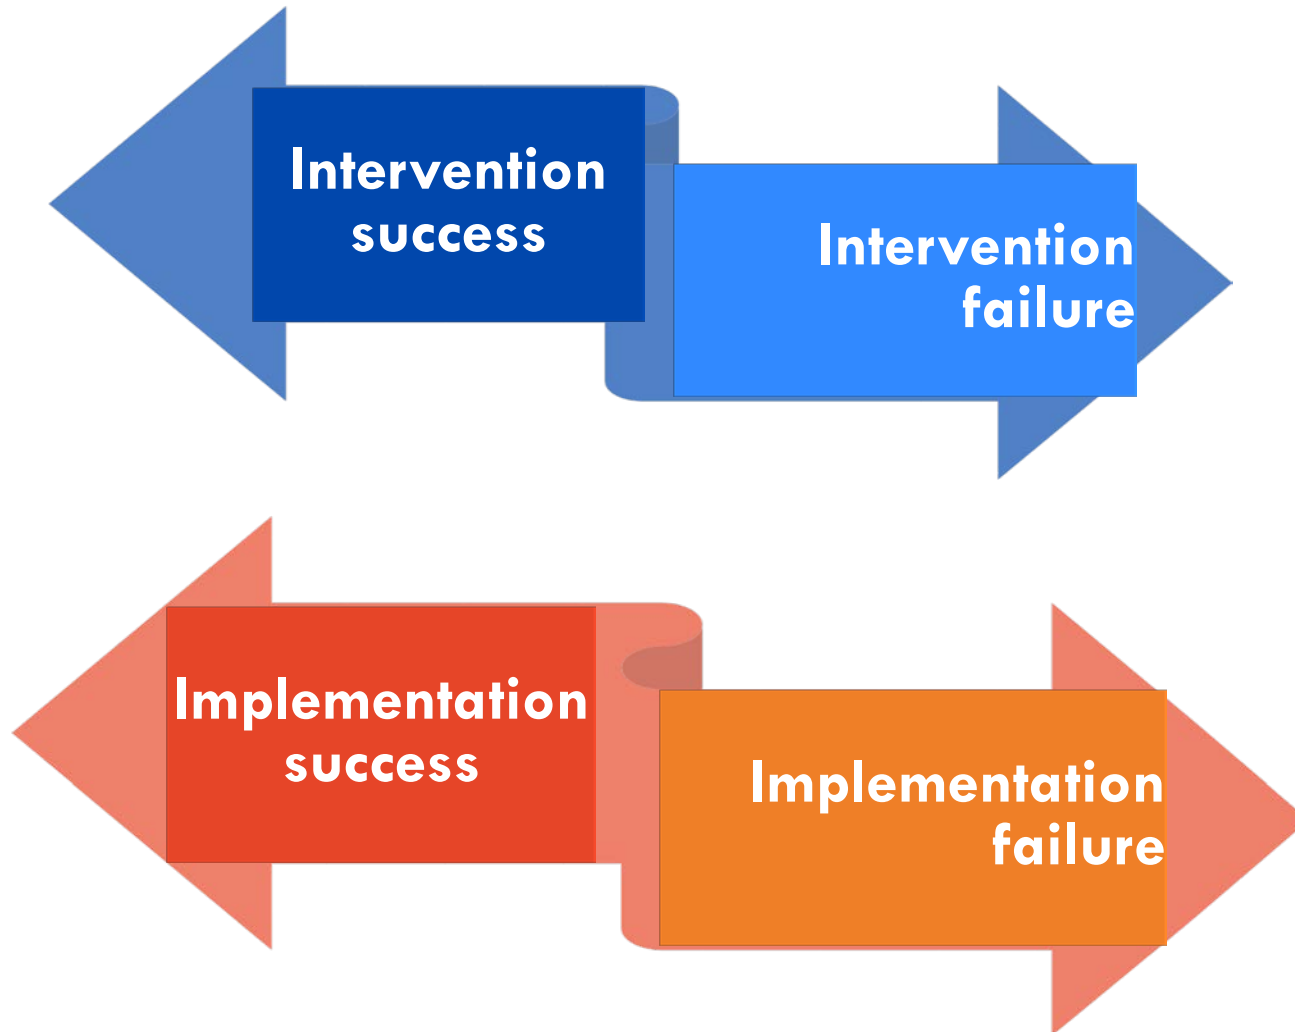 Intervention
success
Intervention
failure
Implementation
success
Implementation
failure